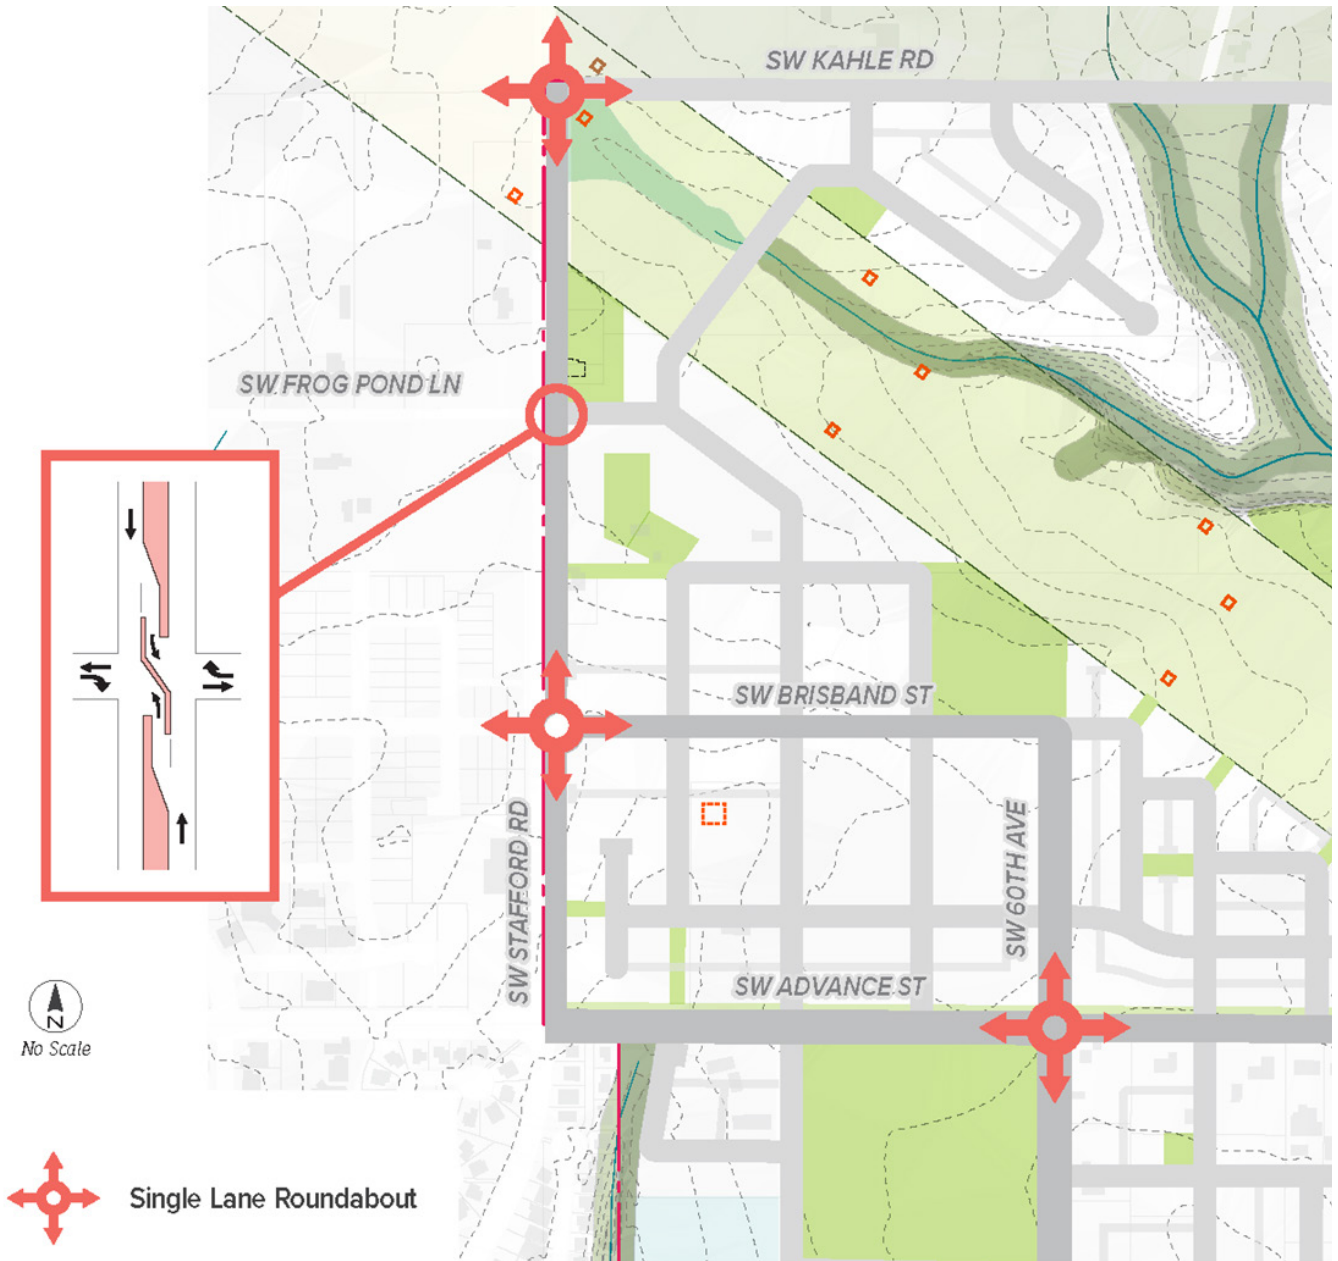 SW KAHLE RD
SW FROG POND LN
SW BRISBAND ST
SW STAFFORD RD
SW 60TH AVE
SW ADVANCE ST
N
No Scale
Single Lane Roundabout